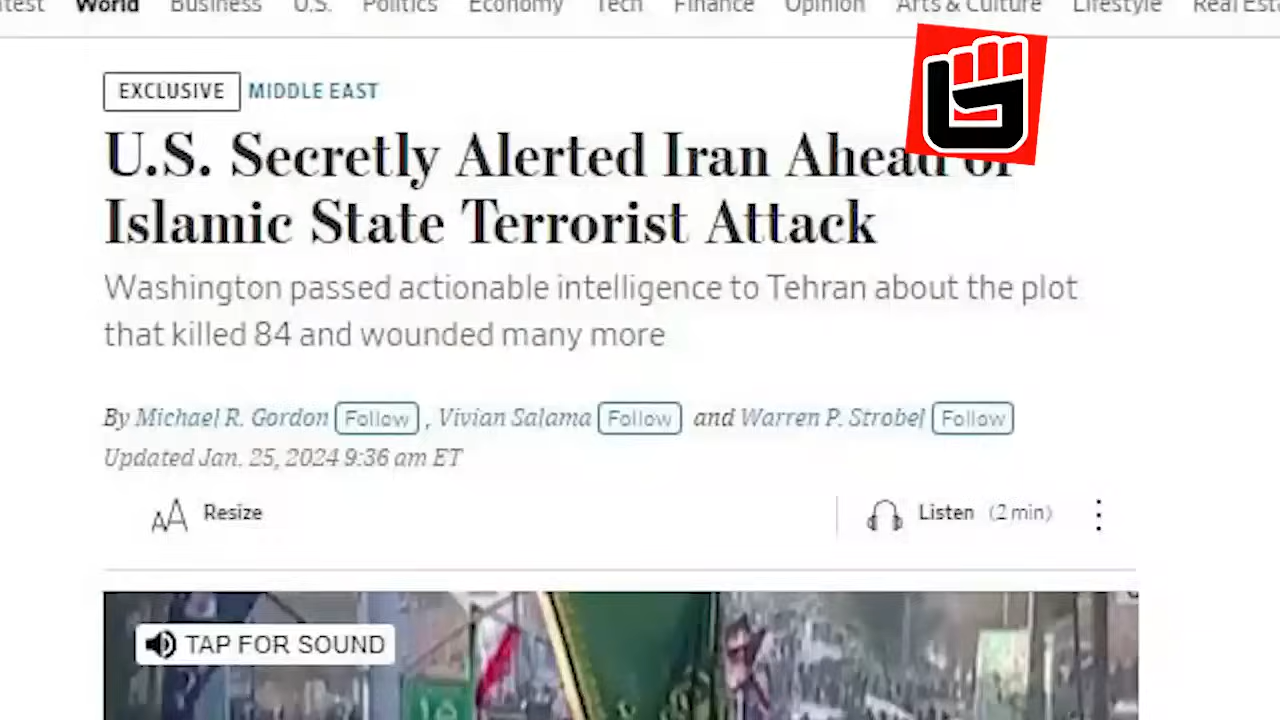 World Business U.S. Politics Economy Tech Finance Opinion Arts & Culture Lifestyle
EXCLUSIVE MIDDLE EAST
U.S. Secretly Alerted Iran Ahead of
Islamic State Terrorist Attack
Washington passed actionable intelligence to Tehran about the plot
that killed 84 and wounded many more
By Michael R. Gordon Follow , Vivian Salama Follow and Warren P. Strobel Follow
Updated Jan. 25, 2024 9:36 am ET
Resize Listen (2 min)
TAP FOR SOUND